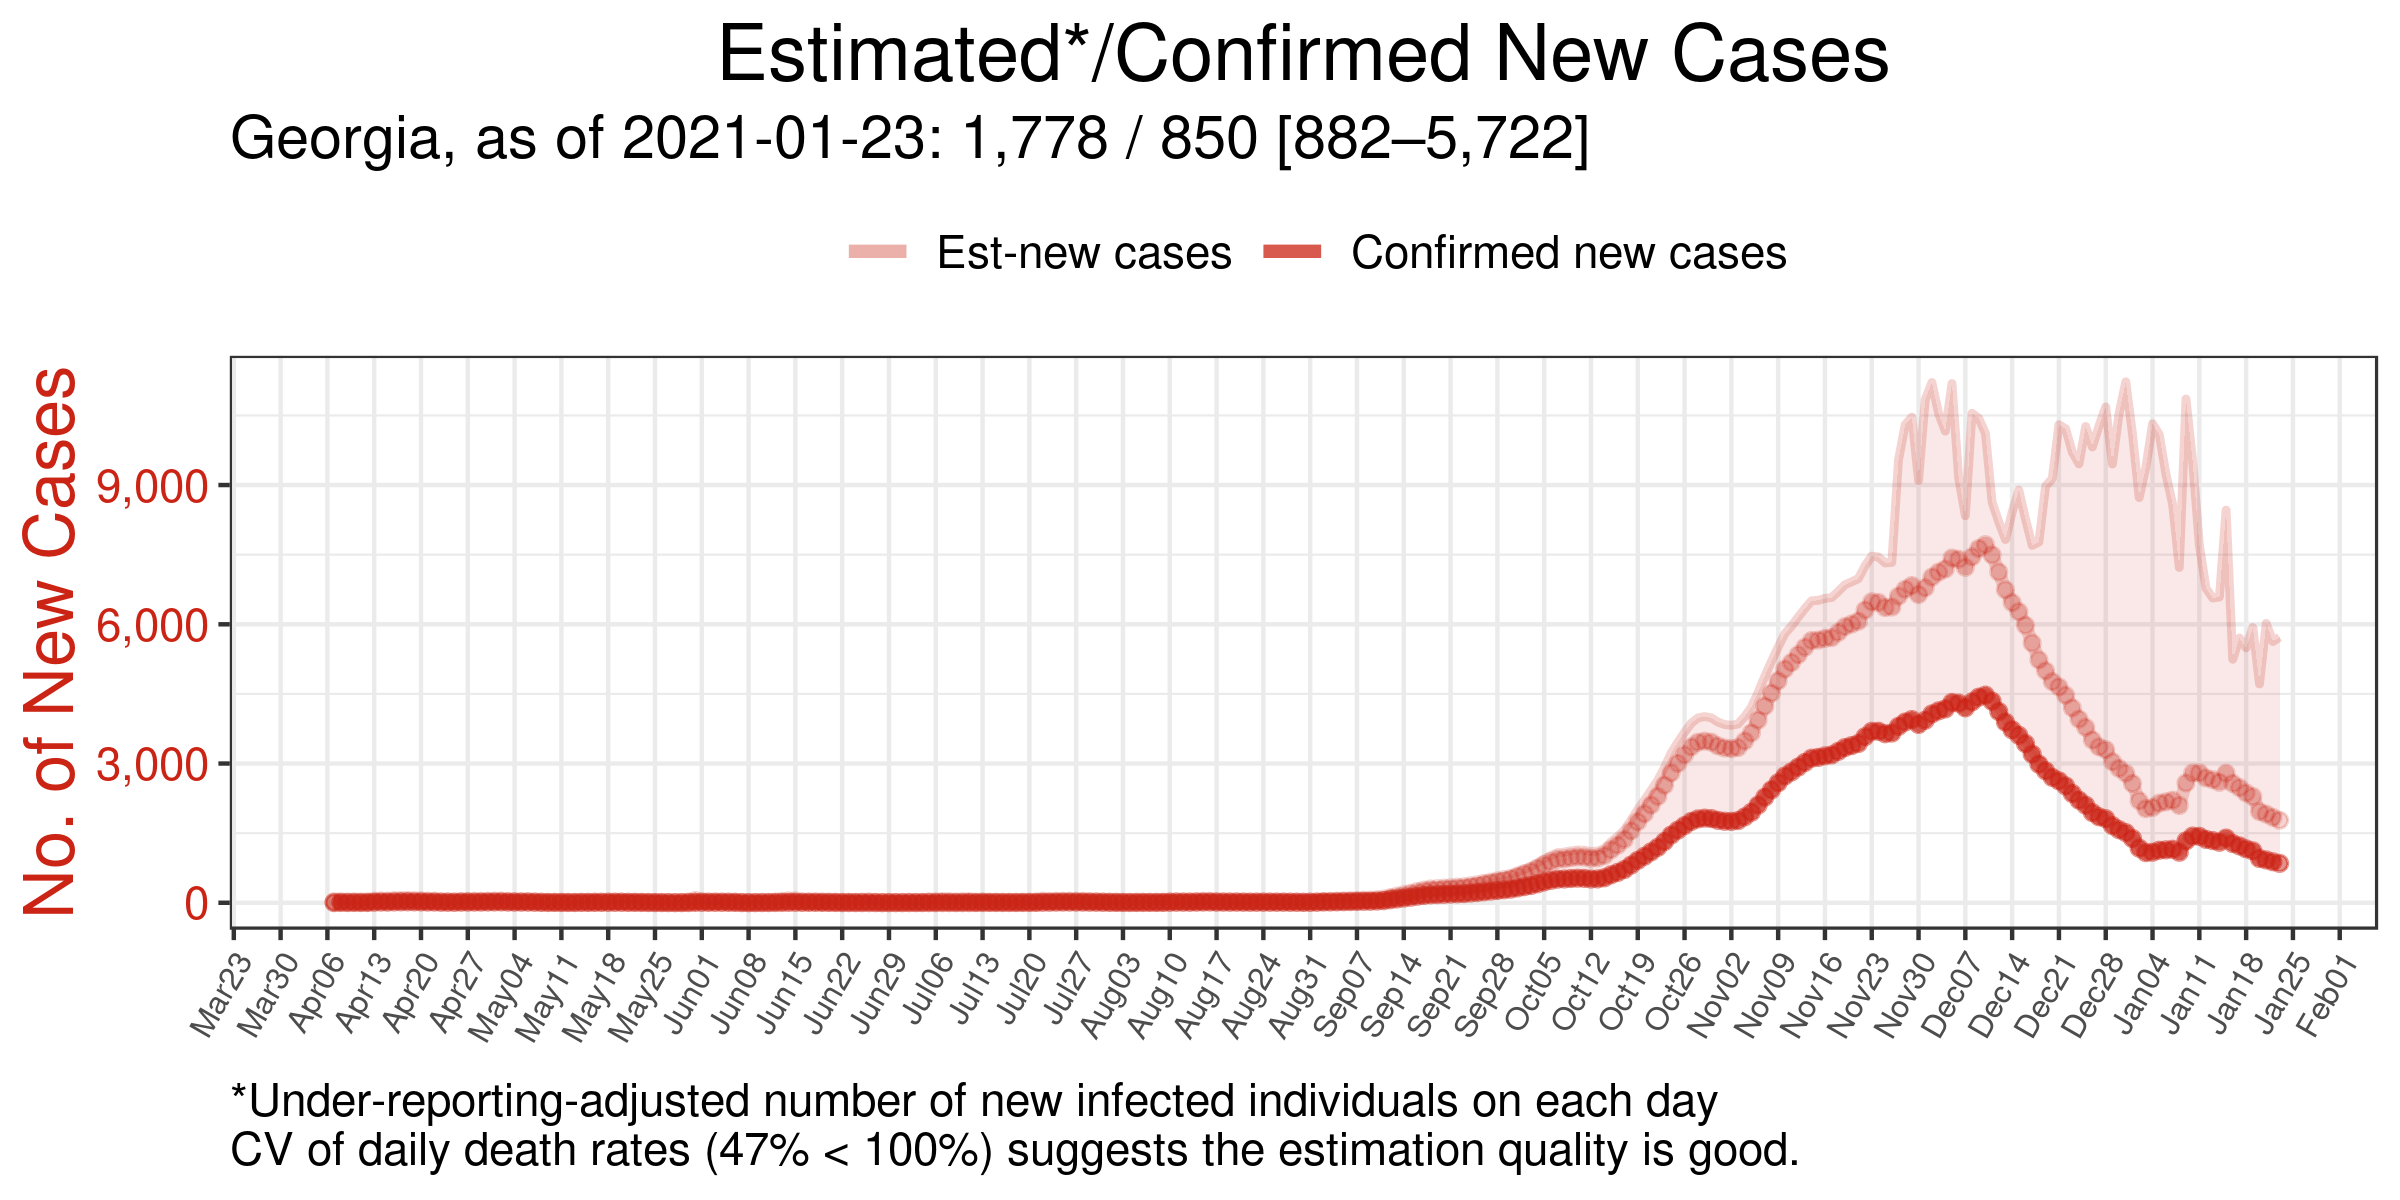 Estimated*/Confirmed New Cases
Georgia, as of 2021-01-23: 1,778 / 850 [882–5,722]
Est-new cases Confirmed new cases
No. of New Cases
9,000
6,000
3,000
0
Mar23 Mar30 Apr06 Apr13 Apr20 Apr27 May04 May11 May18 May25 Jun01 Jun08 Jun15 Jun22 Jun29 Jul06 Jul13 Jul20 Jul27 Aug03 Aug10 Aug17 Aug24 Aug31 Sep07 Sep14 Sep21 Sep28 Oct05 Oct12 Oct19 Oct26 Nov02 Nov09 Nov16 Nov23 Nov30 Dec07 Dec14 Dec21 Dec28 Jan04 Jan11 Jan18 Jan25 Feb01
*Under-reporting-adjusted number of new infected individuals on each day
CV of daily death rates (47% < 100%) suggests the estimation quality is good.